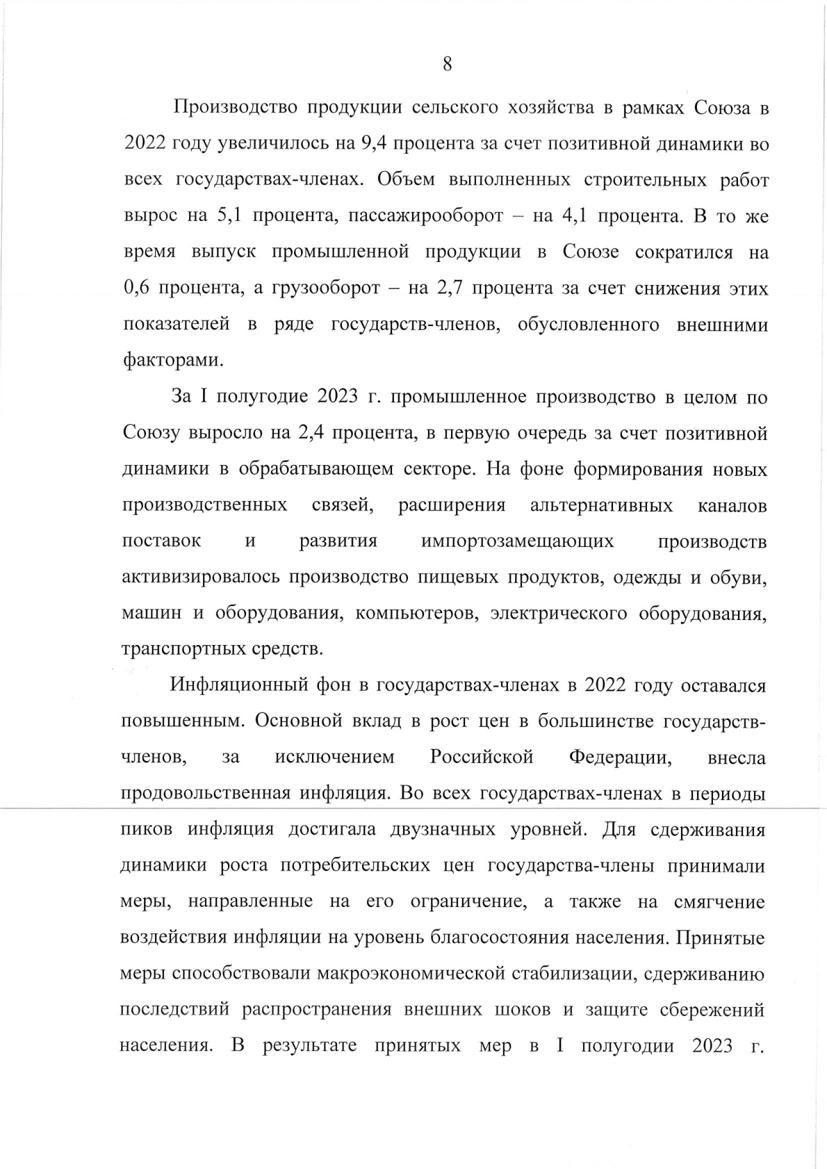 8
Производство продукции сельского хозяйства в рамках Союза в
2022 году увеличилось на 9,4 процента за счет позитивной динамики во
всех государствах-членах. Объем выполненных строительных работ
вырос на 5,1 процента, пассажирооборот – на 4,1 процента. В то же
время выпуск промышленной продукции в Союзе сократился на
0,6 процента, а грузооборот – на 2,7 процента за счет снижения этих
показателей в ряде государств-членов, обусловленного внешними
факторами.
За I полугодие 2023 г. промышленное производство в целом по
Союзу выросло на 2,4 процента, в первую очередь за счет позитивной
динамики в обрабатывающем секторе. На фоне формирования новых
производственных связей, расширения альтернативных каналов
поставок и развития импортозамещающих производств
активизировалось производство пищевых продуктов, одежды и обуви,
машин и оборудования, компьютеров, электрического оборудования,
транспортных средств.
Инфляционный фон в государствах-членах в 2022 году оставался
повышенным. Основной вклад в рост цен в большинстве государств-
членов, за исключением Российской Федерации, внесла
продовольственная инфляция. Во всех государствах-членах в периоды
пиков инфляция достигала двузначных уровней. Для сдерживания
динамики роста потребительских цен государства-члены принимали
меры, направленные на его ограничение, а также на смягчение
воздействия инфляции на уровень благосостояния населения. Принятые
меры способствовали макроэкономической стабилизации, сдерживанию
последствий распространения внешних шоков и защите сбережений
населения. В результате принятых мер в I полугодии 2023 г.